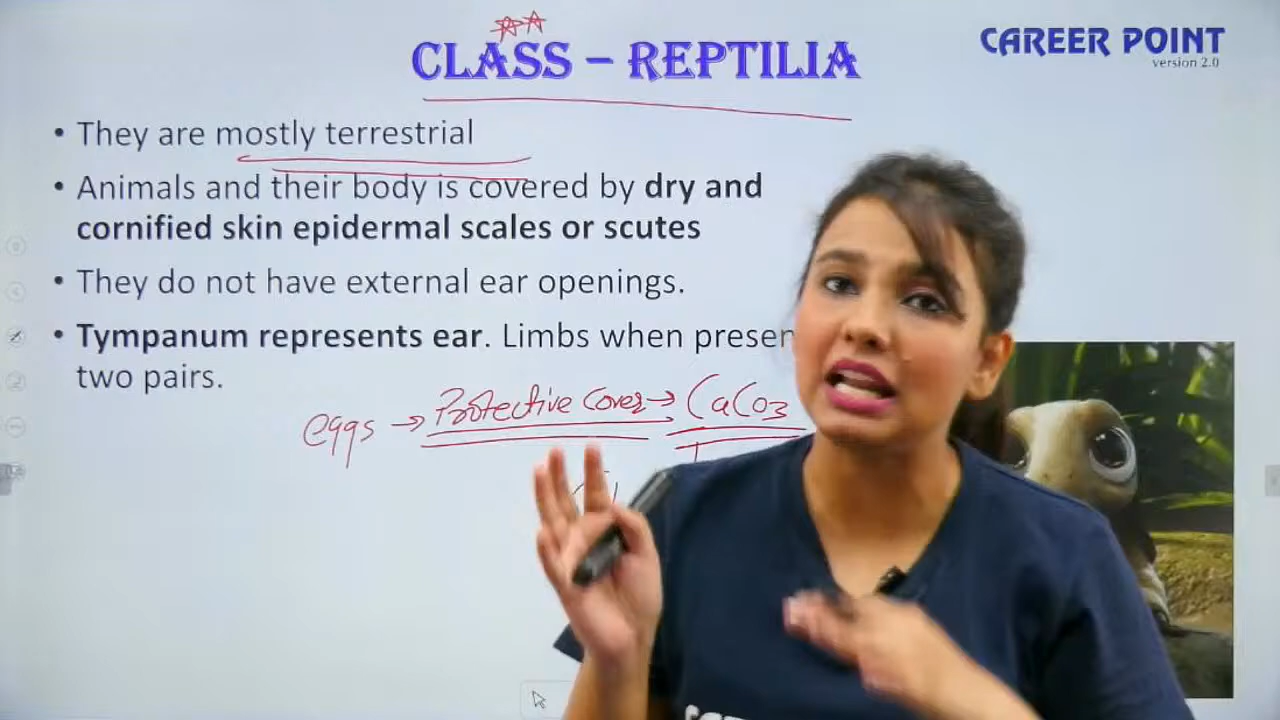 CLASS – REPTILIA
CAREER POINT
version 2.0
• They are mostly terrestrial
• Animals and their body is covered by dry and
cornified skin epidermal scales or scutes
• They do not have external ear openings.
• Tympanum represents ear. Limbs when presen
two pairs.
eggs → Protective Cover → CaCO3